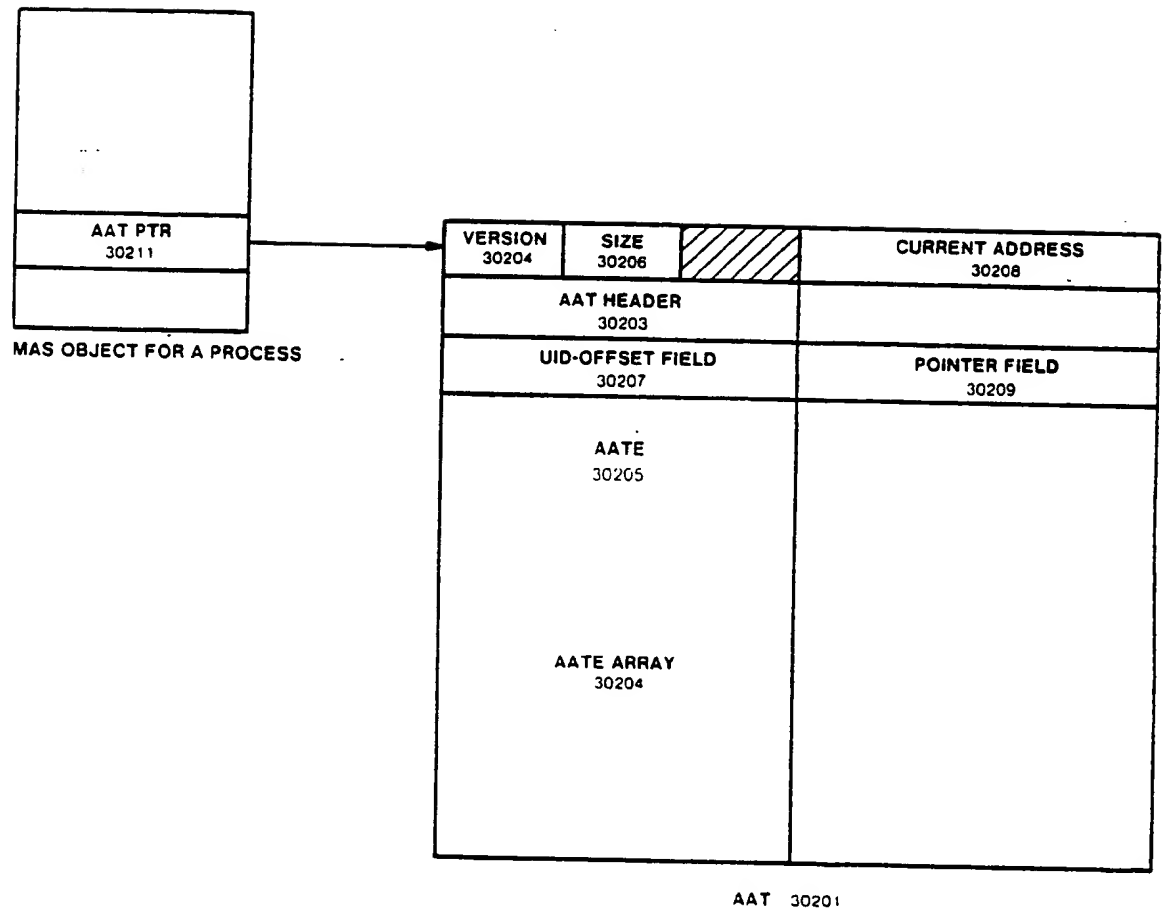 AAT PTR
30211
MAS OBJECT FOR A PROCESS
VERSION
30204
SIZE
30206
CURRENT ADDRESS
30208
AAT HEADER
30203
UID-OFFSET FIELD
30207
POINTER FIELD
30209
AATE
30205
AATE ARRAY
30204
AAT 30201